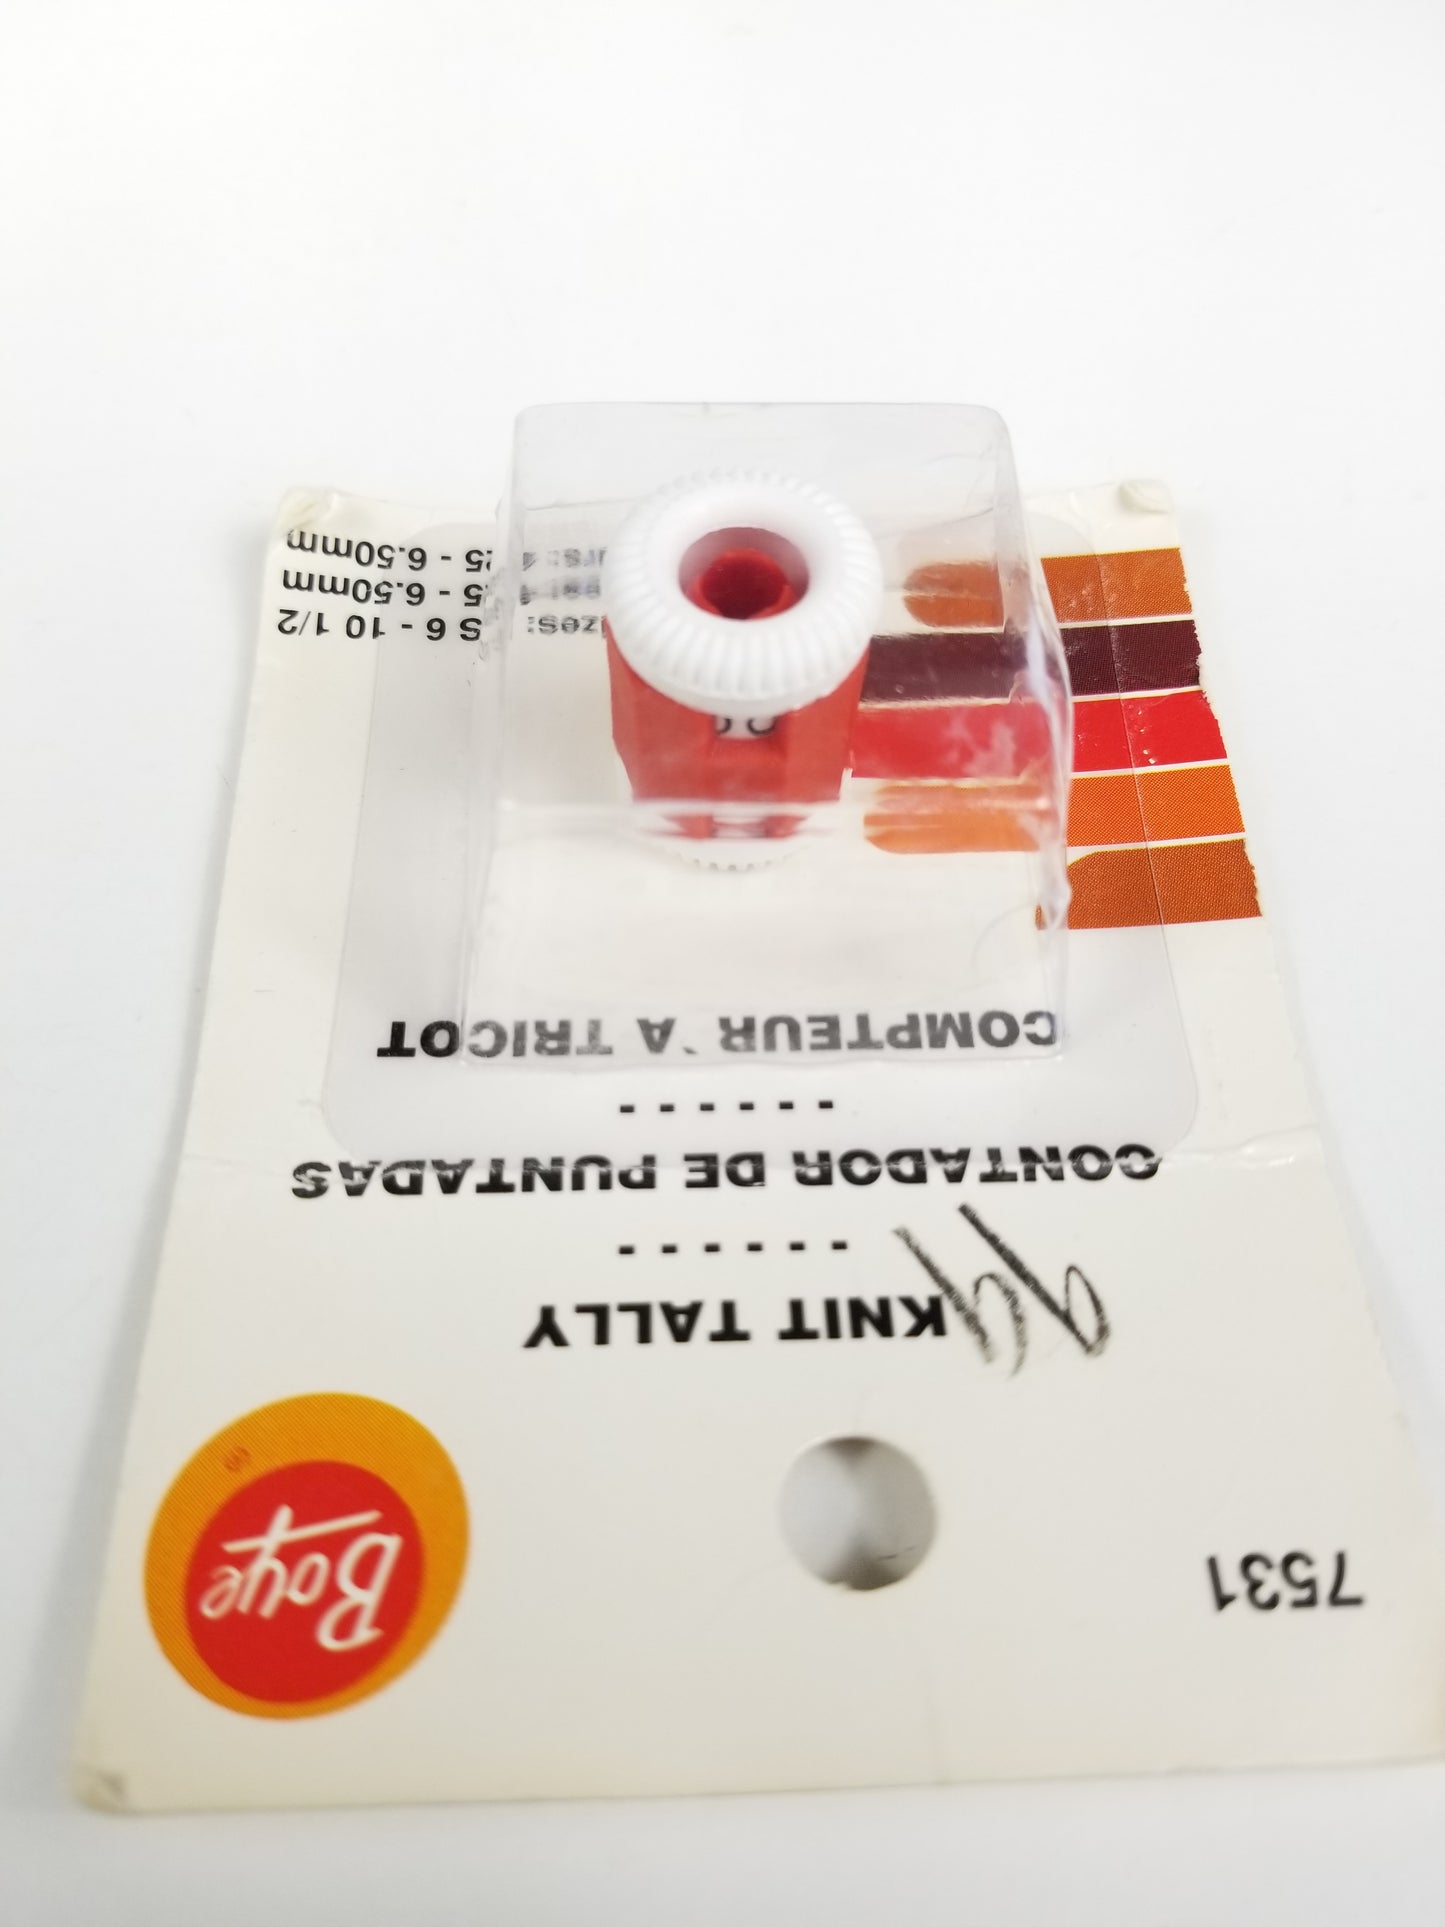 7531
Boye
®
KNIT TALLY
------
CONTADOR DE PUNTADAS
------
COMPTEUR `A TRICOT
S 6 - 10 1/2
- 6.50mm
- 6.50mm